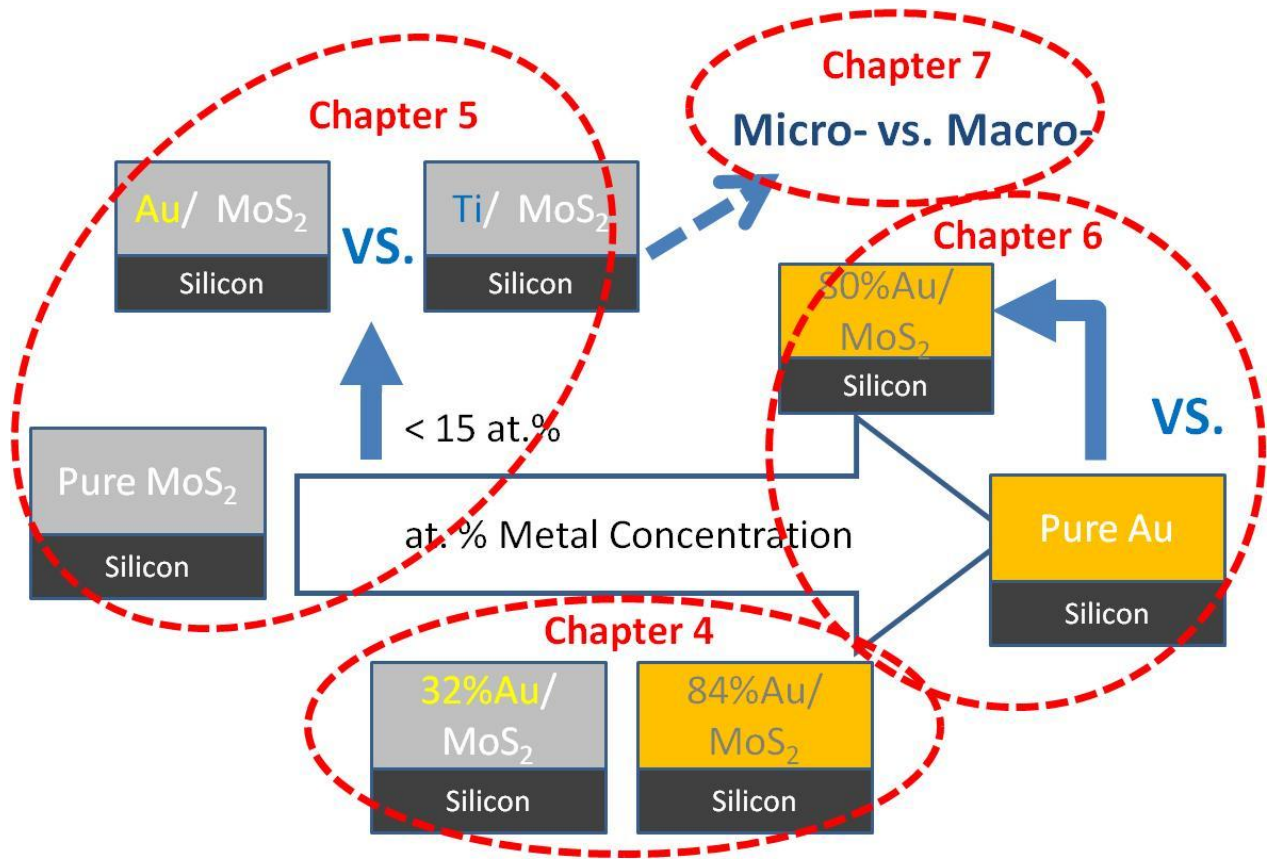 Chapter 5
Au/ MoS₂
Silicon
VS.
Ti/ MoS₂
Silicon
Chapter 7
Micro- vs. Macro-
Chapter 6
80%Au/
MoS₂
Silicon
VS.
Pure Au
Silicon
< 15 at.%
Pure MoS₂
Silicon
at. % Metal Concentration
Chapter 4
32%Au/
MoS₂
Silicon
84%Au/
MoS₂
Silicon